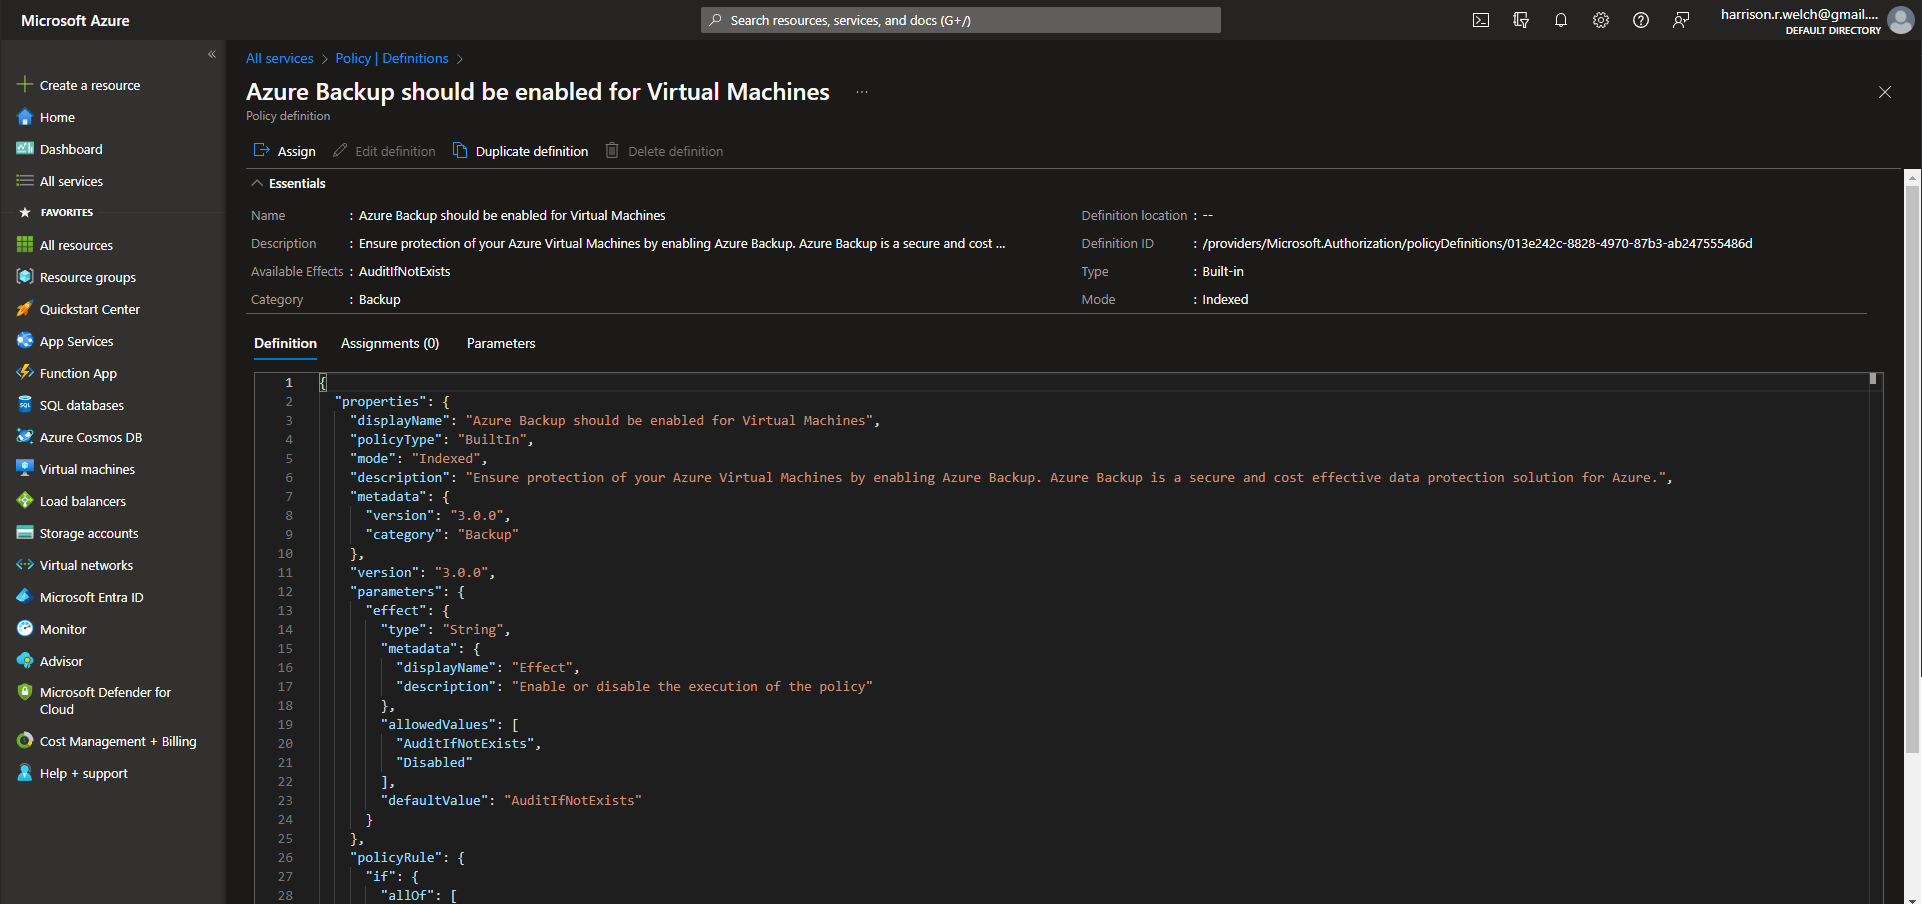 Microsoft Azure
Search resources, services, and docs (G+/)
harrison.r.welch@gmail....
DEFAULT DIRECTORY
«
Create a resource
Home
Dashboard
All services
FAVORITES
All resources
Resource groups
Quickstart Center
App Services
Function App
SQL databases
Azure Cosmos DB
Virtual machines
Load balancers
Storage accounts
Virtual networks
Microsoft Entra ID
Monitor
Advisor
Microsoft Defender for
Cloud
Cost Management + Billing
Help + support
All services > Policy | Definitions >
Azure Backup should be enabled for Virtual Machines ...
Policy definition
Assign Edit definition Duplicate definition Delete definition
Essentials
Name : Azure Backup should be enabled for Virtual Machines
Description : Ensure protection of your Azure Virtual Machines by enabling Azure Backup. Azure Backup is a secure and cost ...
Available Effects : AuditIfNotExists
Category : Backup
Definition location : --
Definition ID : /providers/Microsoft.Authorization/policyDefinitions/013e242c-8828-4970-87b3-ab247555486d
Type : Built-in
Mode : Indexed
Definition Assignments (0) Parameters
1 {
2 "properties": {
3 "displayName": "Azure Backup should be enabled for Virtual Machines",
4 "policyType": "BuiltIn",
5 "mode": "Indexed",
6 "description": "Ensure protection of your Azure Virtual Machines by enabling Azure Backup. Azure Backup is a secure and cost effective data protection solution for Azure.",
7 "metadata": {
8 "version": "3.0.0",
9 "category": "Backup"
10 },
11 "version": "3.0.0",
12 "parameters": {
13 "effect": {
14 "type": "String",
15 "metadata": {
16 "displayName": "Effect",
17 "description": "Enable or disable the execution of the policy"
18 },
19 "allowedValues": [
20 "AuditIfNotExists",
21 "Disabled"
22 ],
23 "defaultValue": "AuditIfNotExists"
24 }
25 },
26 "policyRule": {
27 "if": {
28 "allOf": [